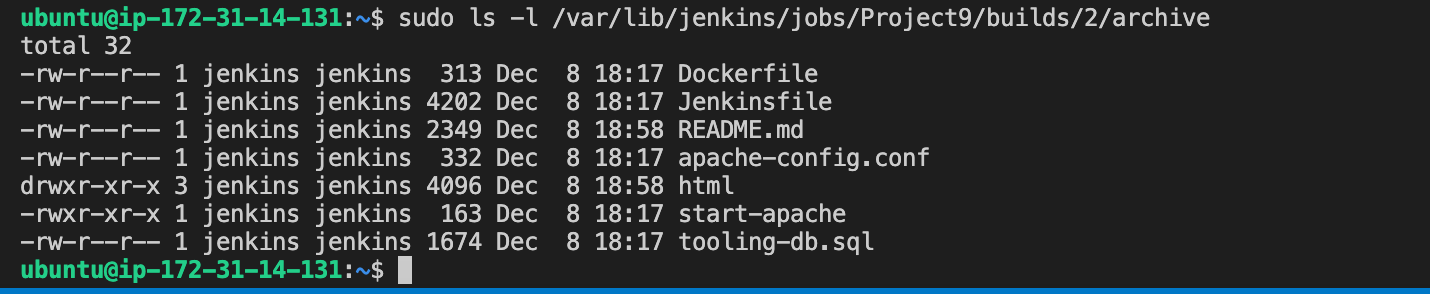 ubuntu@ip-172-31-14-131:~$ sudo ls -l /var/lib/jenkins/jobs/Project9/builds/2/archive
total 32
-rw-r--r-- 1 jenkins jenkins  313 Dec  8 18:17 Dockerfile
-rw-r--r-- 1 jenkins jenkins 4202 Dec  8 18:17 Jenkinsfile
-rw-r--r-- 1 jenkins jenkins 2349 Dec  8 18:58 README.md
-rw-r--r-- 1 jenkins jenkins  332 Dec  8 18:17 apache-config.conf
drwxr-xr-x 3 jenkins jenkins 4096 Dec  8 18:58 html
-rwxr-xr-x 1 jenkins jenkins  163 Dec  8 18:17 start-apache
-rw-r--r-- 1 jenkins jenkins 1674 Dec  8 18:17 tooling-db.sql
ubuntu@ip-172-31-14-131:~$